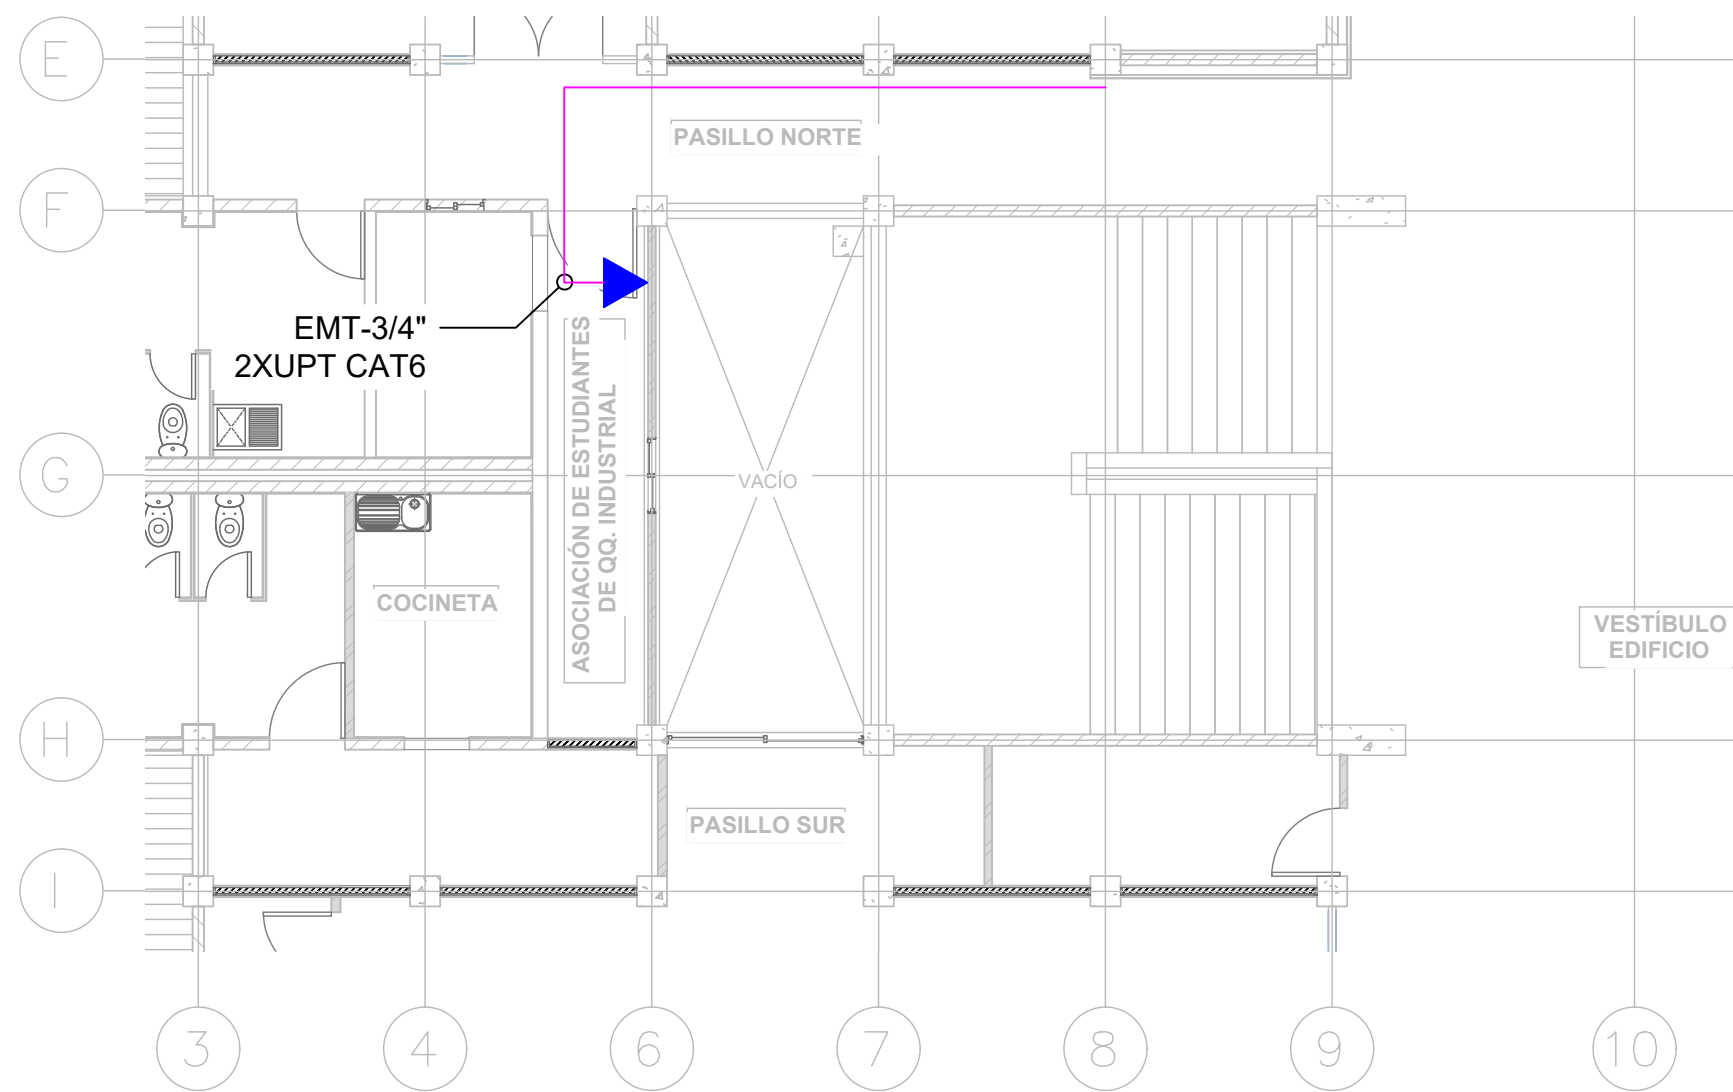 E
PASILLO NORTE
F
EMT-3/4"
2XUPT CAT6
ASOCIACIÓN DE ESTUDIANTES
DE QQ. INDUSTRIAL
G
VACÍO
COCINETA
VESTÍBULO
EDIFICIO
H
PASILLO SUR
I
3
4
6
7
8
9
10